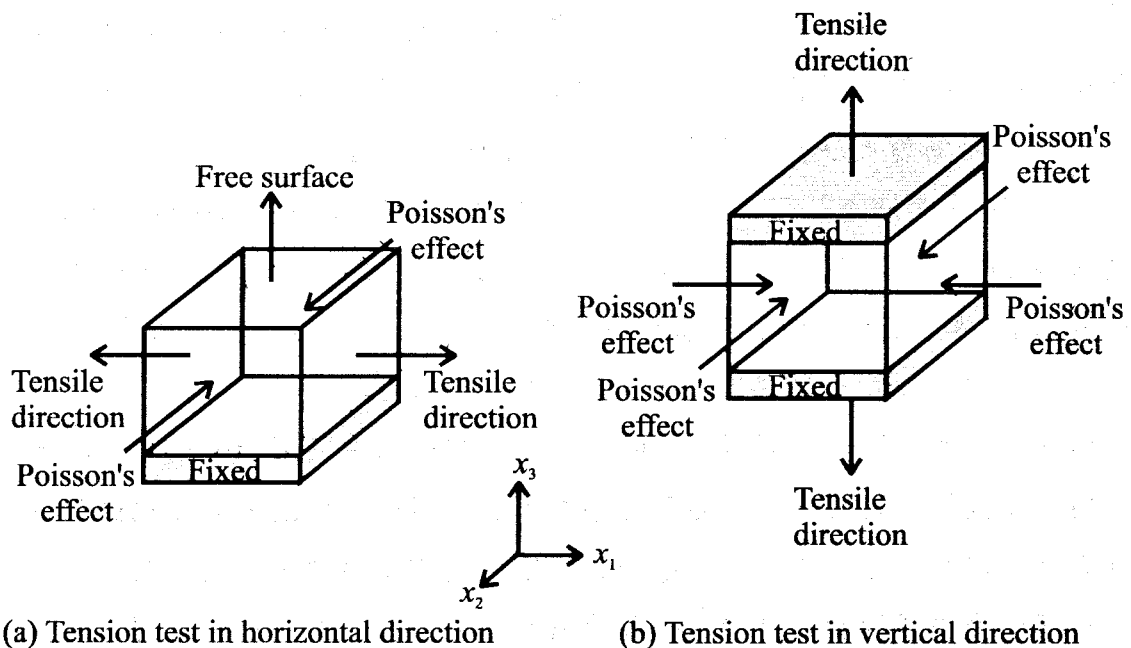 Free surface
Poisson's
effect
Tensile
direction
Tensile
direction
Poisson's
effect
Fixed
Tensile
direction
Poisson's
effect
Fixed
Poisson's
effect
Poisson's
effect
Poisson's
effect
Fixed
Tensile
direction
x3
x1
x2
(a) Tension test in horizontal direction
(b) Tension test in vertical direction